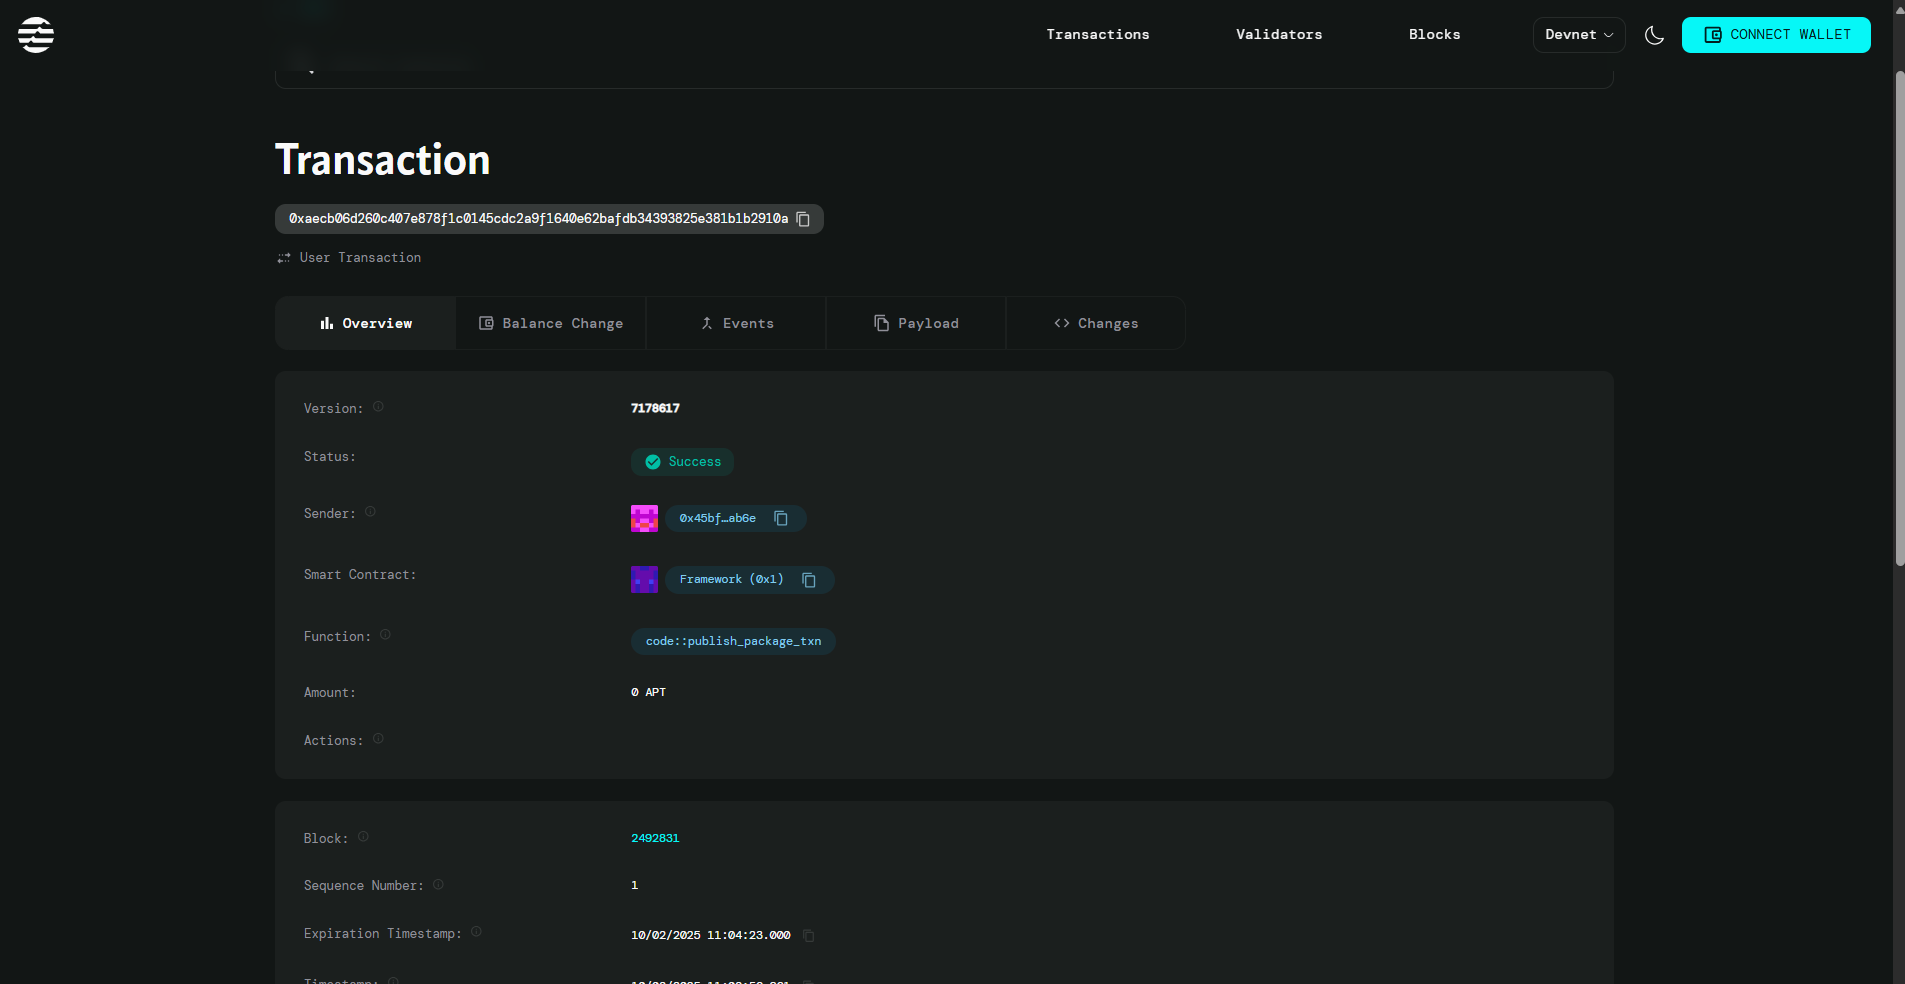 Transactions
Validators
Blocks
Devnet
CONNECT WALLET
Transaction
0xaecb06d260c407e878f1c0145cdc2a9f1640e62bafdb34393825e381b1b2910a
User Transaction
Overview
Balance Change
Events
Payload
Changes
Version: 7178617
Status: Success
Sender: 0x45bf…ab6e
Smart Contract: Framework (0x1)
Function: code::publish_package_txn
Amount: 0 APT
Actions:
Block: 2492831
Sequence Number: 1
Expiration Timestamp: 10/02/2025 11:04:23.000
Timestamp: